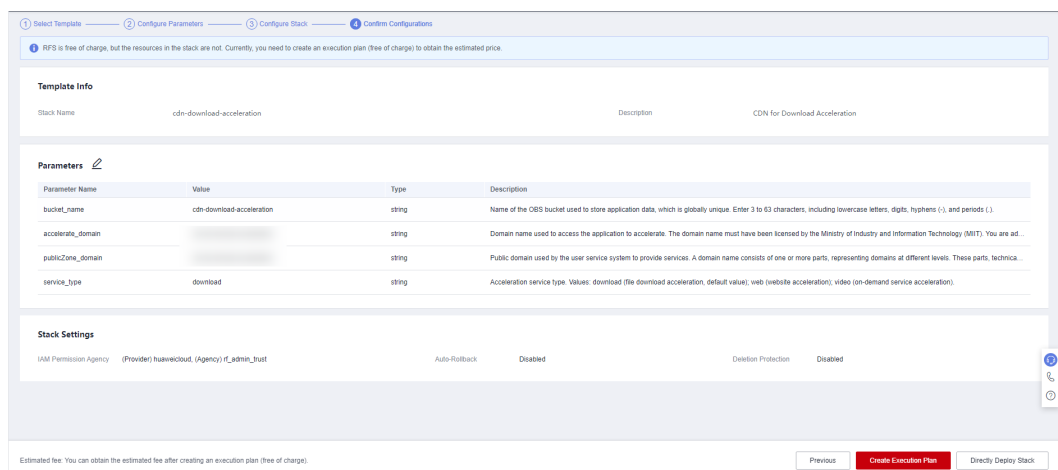 1 Select Template 2 Configure Parameters 3 Configure Stack 4 Confirm Configurations
RFS is free of charge, but the resources in the stack are not. Currently, you need to create an execution plan (free of charge) to obtain the estimated price.
Template Info
Stack Name cdn-download-acceleration Description CDN for Download Acceleration
Parameters
Parameter Name Value Type Description
bucket_name cdn-download-acceleration string Name of the OBS bucket used to store application data, which is globally unique. Enter 3 to 63 characters, including lowercase letters, digits, hyphens (-), and periods (.).
accelerate_domain string Domain name used to access the application to accelerate. The domain name must have been licensed by the Ministry of Industry and Information Technology (MIIT). You are ad...
publicZone_domain string Public domain used by the user service system to provide services. A domain name consists of one or more parts, representing domains at different levels. These parts, technica...
service_type download string Acceleration service type. Values: download (file download acceleration, default value); web (website acceleration); video (on-demand service acceleration).
Stack Settings
IAM Permission Agency (Provider) huaweicloud, (Agency) rf_admin_trust Auto-Rollback Disabled Deletion Protection Disabled
Estimated fee: You can obtain the estimated fee after creating an execution plan (free of charge). Previous Create Execution Plan Directly Deploy Stack